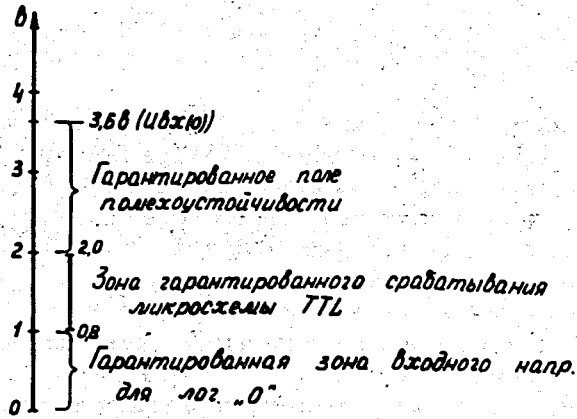 В
4
3,6в (Uвх(ю))
3
Гарантированное поле
помехоустойчивости
2
2,0
Зона гарантированного срабатывания
микросхемы TTL
1
0,8
Гарантированная зона входного напр.
для лог. „0"
0